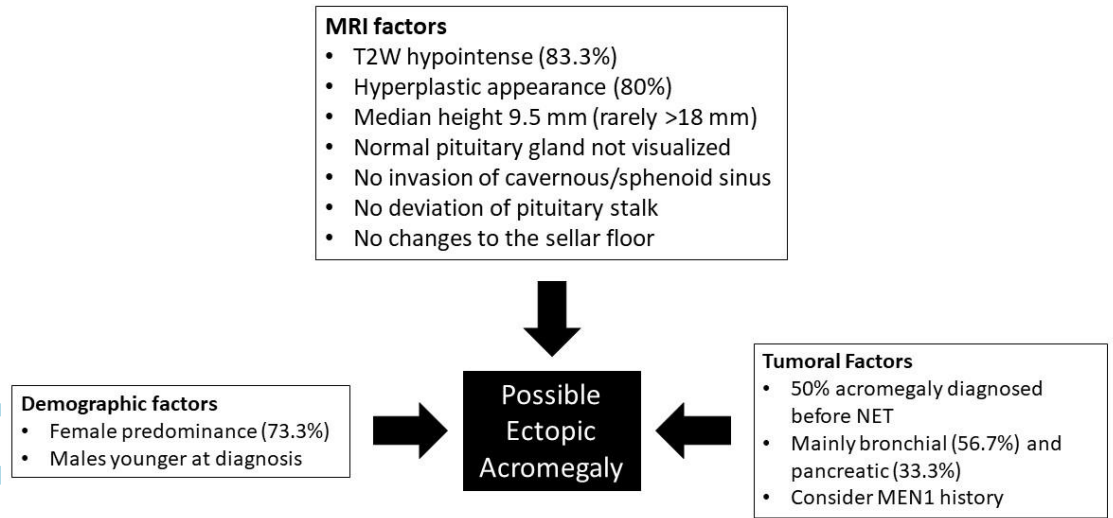 MRI factors
• T2W hypointense (83.3%)
• Hyperplastic appearance (80%)
• Median height 9.5 mm (rarely >18 mm)
• Normal pituitary gland not visualized
• No invasion of cavernous/sphenoid sinus
• No deviation of pituitary stalk
• No changes to the sellar floor
Demographic factors
• Female predominance (73.3%)
• Males younger at diagnosis
Possible
Ectopic
Acromegaly
Tumoral Factors
• 50% acromegaly diagnosed
before NET
• Mainly bronchial (56.7%) and
pancreatic (33.3%)
• Consider MEN1 history